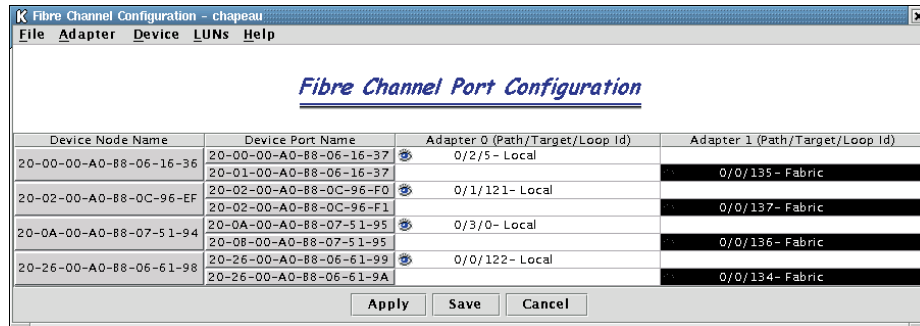 Fibre Channel Configuration - chapeau
File Adapter Device LUNs Help
Fibre Channel Port Configuration
Device Node Name Device Port Name Adapter 0 (Path/Target/Loop Id) Adapter 1 (Path/Target/Loop Id)
20-00-00-A0-B8-06-16-36 20-00-00-A0-B8-06-16-37 0/2/5- Local
20-01-00-A0-B8-06-16-37 0/0/135- Fabric
20-02-00-A0-B8-0C-96-EF 20-02-00-A0-B8-0C-96-F0 0/1/121- Local
20-02-00-A0-B8-0C-96-F1 0/0/137- Fabric
20-0A-00-A0-B8-07-51-94 20-0A-00-A0-B8-07-51-95 0/3/0- Local
20-0B-00-A0-B8-07-51-95 0/0/136- Fabric
20-26-00-A0-B8-06-61-98 20-26-00-A0-B8-06-61-99 0/0/122- Local
20-26-00-A0-B8-06-61-9A 0/0/134- Fabric
Apply Save Cancel